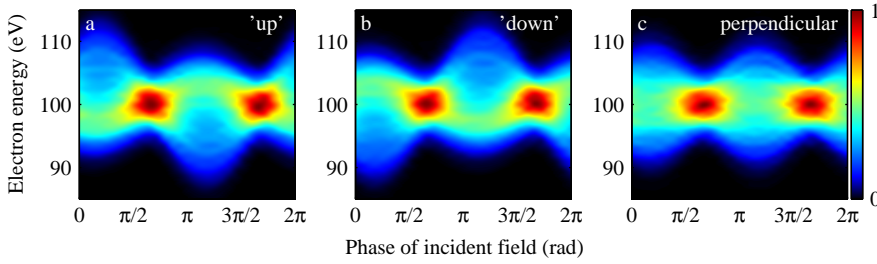 a 'up' b 'down' c perpendicular 1
110 110 110
100 100 100
90 90 90
0 π/2 π 3π/2 2π 0 π/2 π 3π/2 2π 0 π/2 π 3π/2 2π 0
Electron energy (eV)
Phase of incident field (rad)